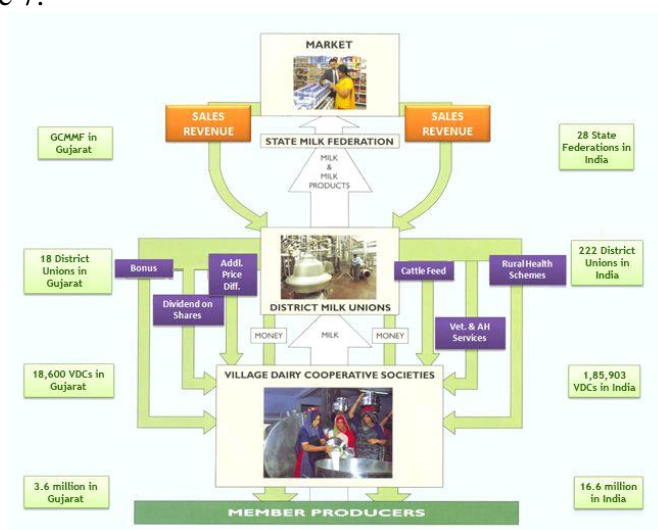 MARKET
SALES
REVENUE
SALES
REVENUE
GCMMF in
Gujarat
STATE MILK FEDERATION
28 State
Federations in
India
MILK
&
MILK
PRODUCTS
18 District
Unions in
Gujarat
Bonus
Dividend on
Shares
Addl.
Price
Diff.
DISTRICT MILK UNIONS
Cattle Feed
Vet. & AH
Services
Rural Health
Schemes
222 District
Unions in
India
MONEY
MILK
MONEY
18,600 VDCs in
Gujarat
VILLAGE DAIRY COOPERATIVE SOCIETIES
1,85,903
VDCs in India
3.6 million in
Gujarat
16.6 million
in India
MEMBER PRODUCERS